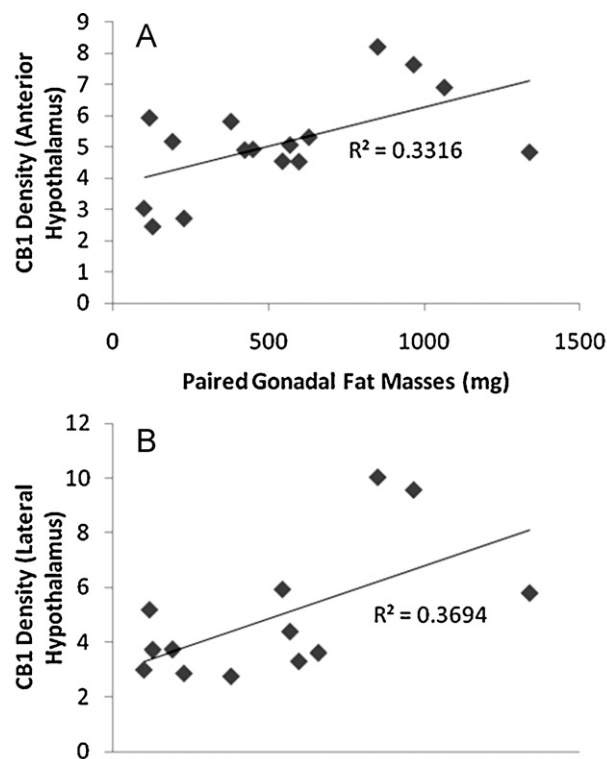 A
CB1 Density (Anterior
Hypothalamus)
9
8
7
6
5
4
3
2
1
0
R² = 0.3316
0 500 1000 1500
Paired Gonadal Fat Masses (mg)
B
CB1 Density (Lateral
Hypothalamus)
12
10
8
6
4
2
0
R² = 0.3694